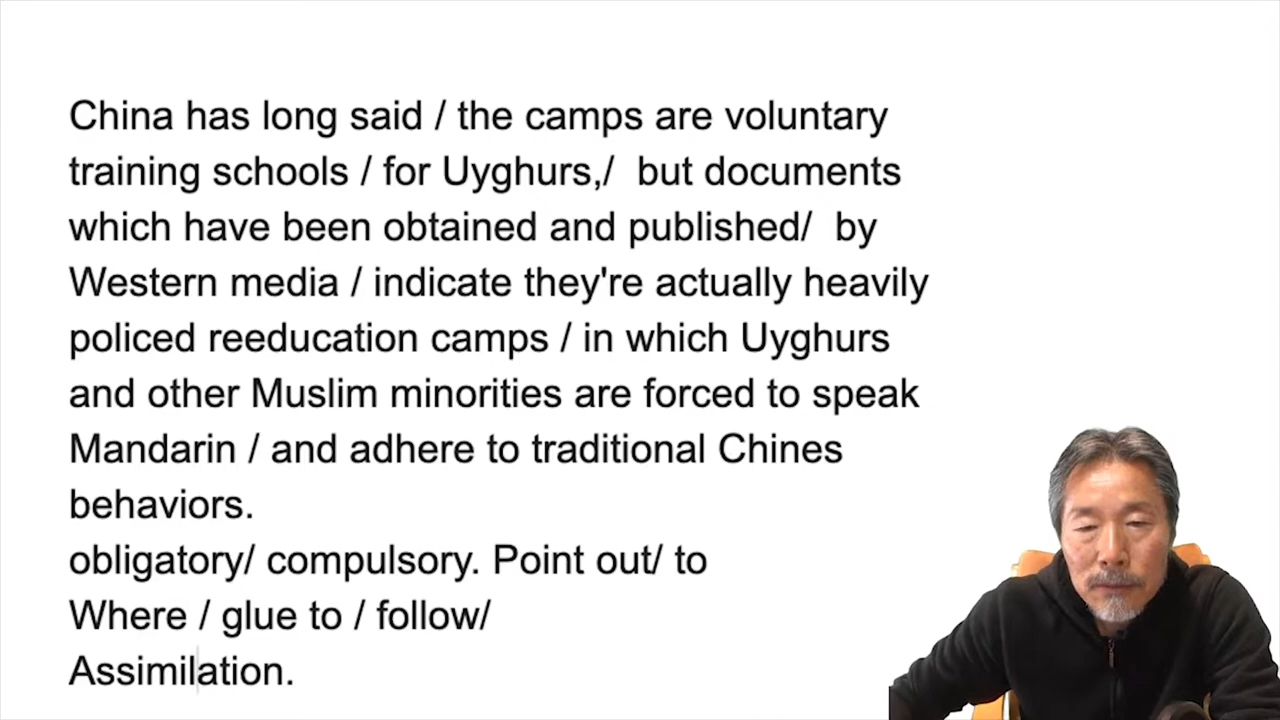 China has long said / the camps are voluntary
training schools / for Uyghurs,/  but documents
which have been obtained and published/  by
Western media / indicate they're actually heavily
policed reeducation camps / in which Uyghurs
and other Muslim minorities are forced to speak
Mandarin / and adhere to traditional Chines
behaviors.
obligatory/ compulsory. Point out/ to
Where / glue to / follow/
Assimilation.